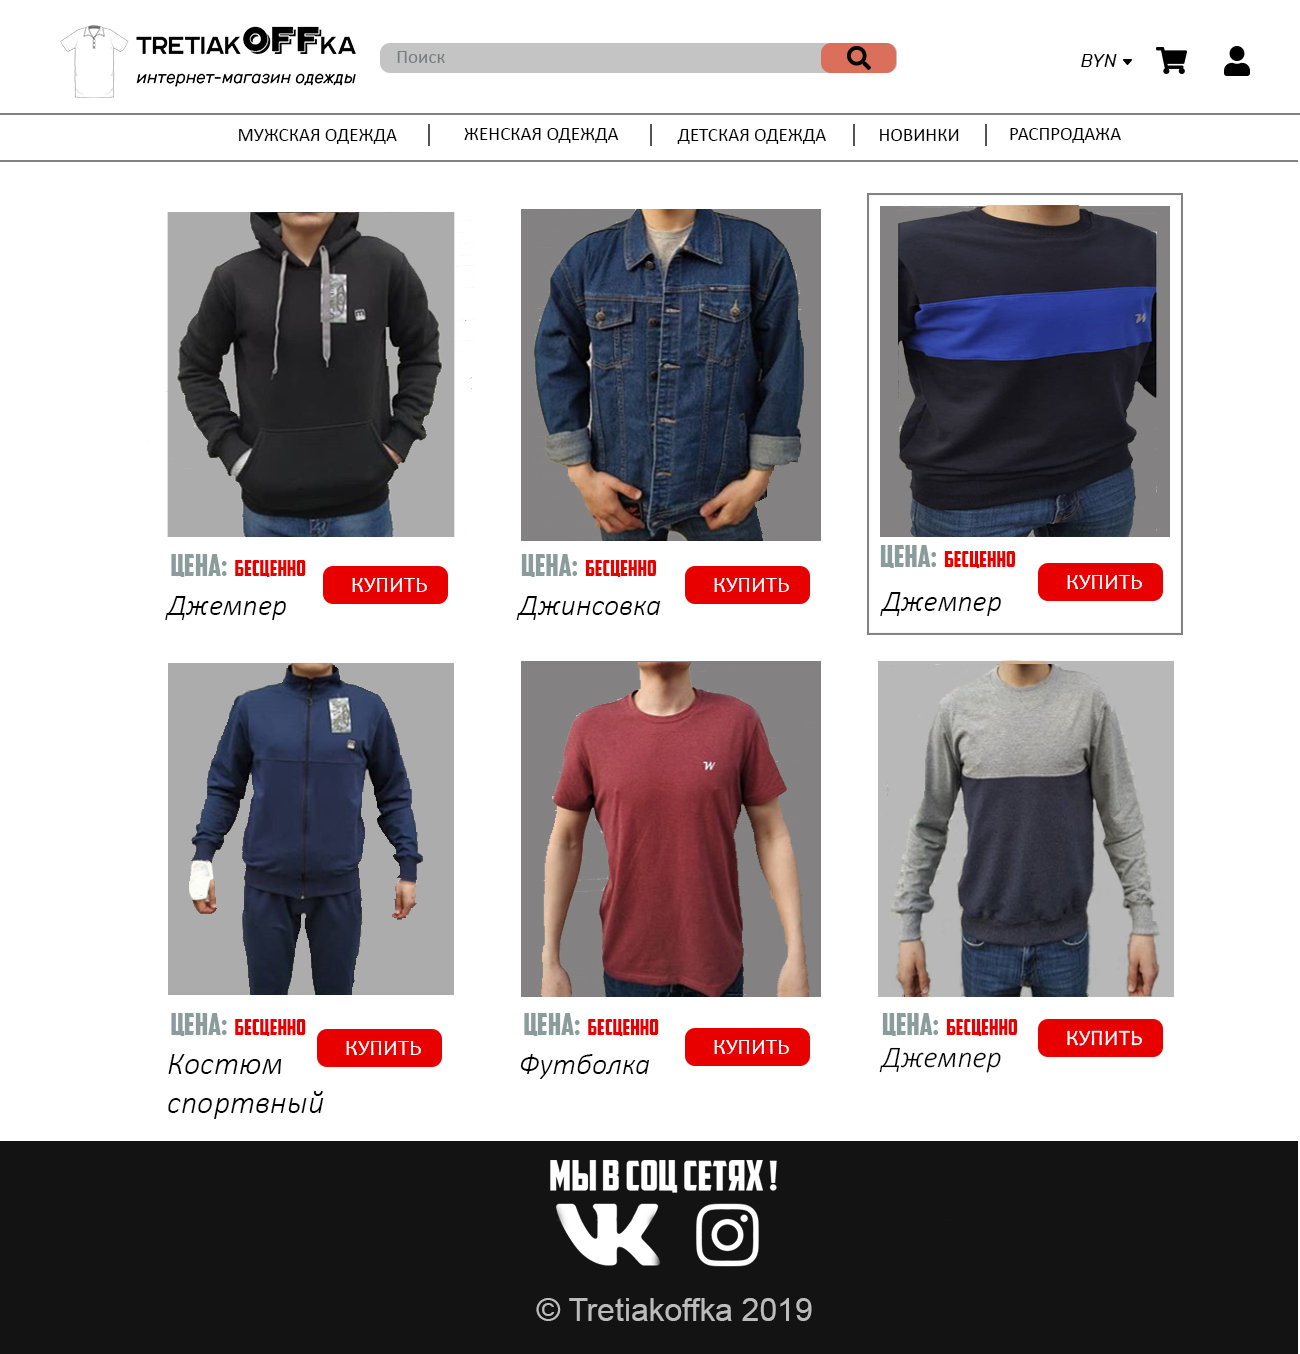 TRETIAKOFFKA
интернет-магазин одежды
Поиск
BYN
МУЖСКАЯ ОДЕЖДА
ЖЕНСКАЯ ОДЕЖДА
ДЕТСКАЯ ОДЕЖДА
НОВИНКИ
РАСПРОДАЖА
W
ЦЕНА: БЕСЦЕННО
Джемпер
КУПИТЬ
ЦЕНА: БЕСЦЕННО
Джинсовка
КУПИТЬ
ЦЕНА: БЕСЦЕННО
Джемпер
КУПИТЬ
W
ЦЕНА: БЕСЦЕННО
Костюм
спортвный
КУПИТЬ
ЦЕНА: БЕСЦЕННО
Футболка
КУПИТЬ
ЦЕНА: БЕСЦЕННО
Джемпер
КУПИТЬ
МЫ В СОЦ СЕТЯХ !
© Tretiakoffka 2019